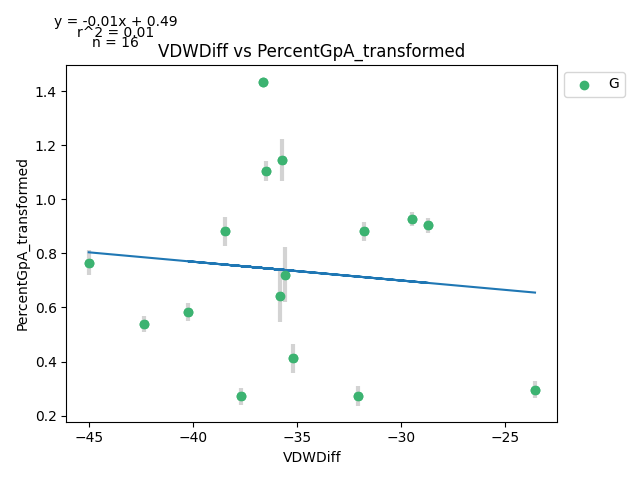 y = -0.01x + 0.49
r^2 = 0.01
n = 16
VDWDiff vs PercentGpA_transformed
G
PercentGpA_transformed
1.4
1.2
1.0
0.8
0.6
0.4
0.2
−45
−40
−35
−30
−25
VDWDiff